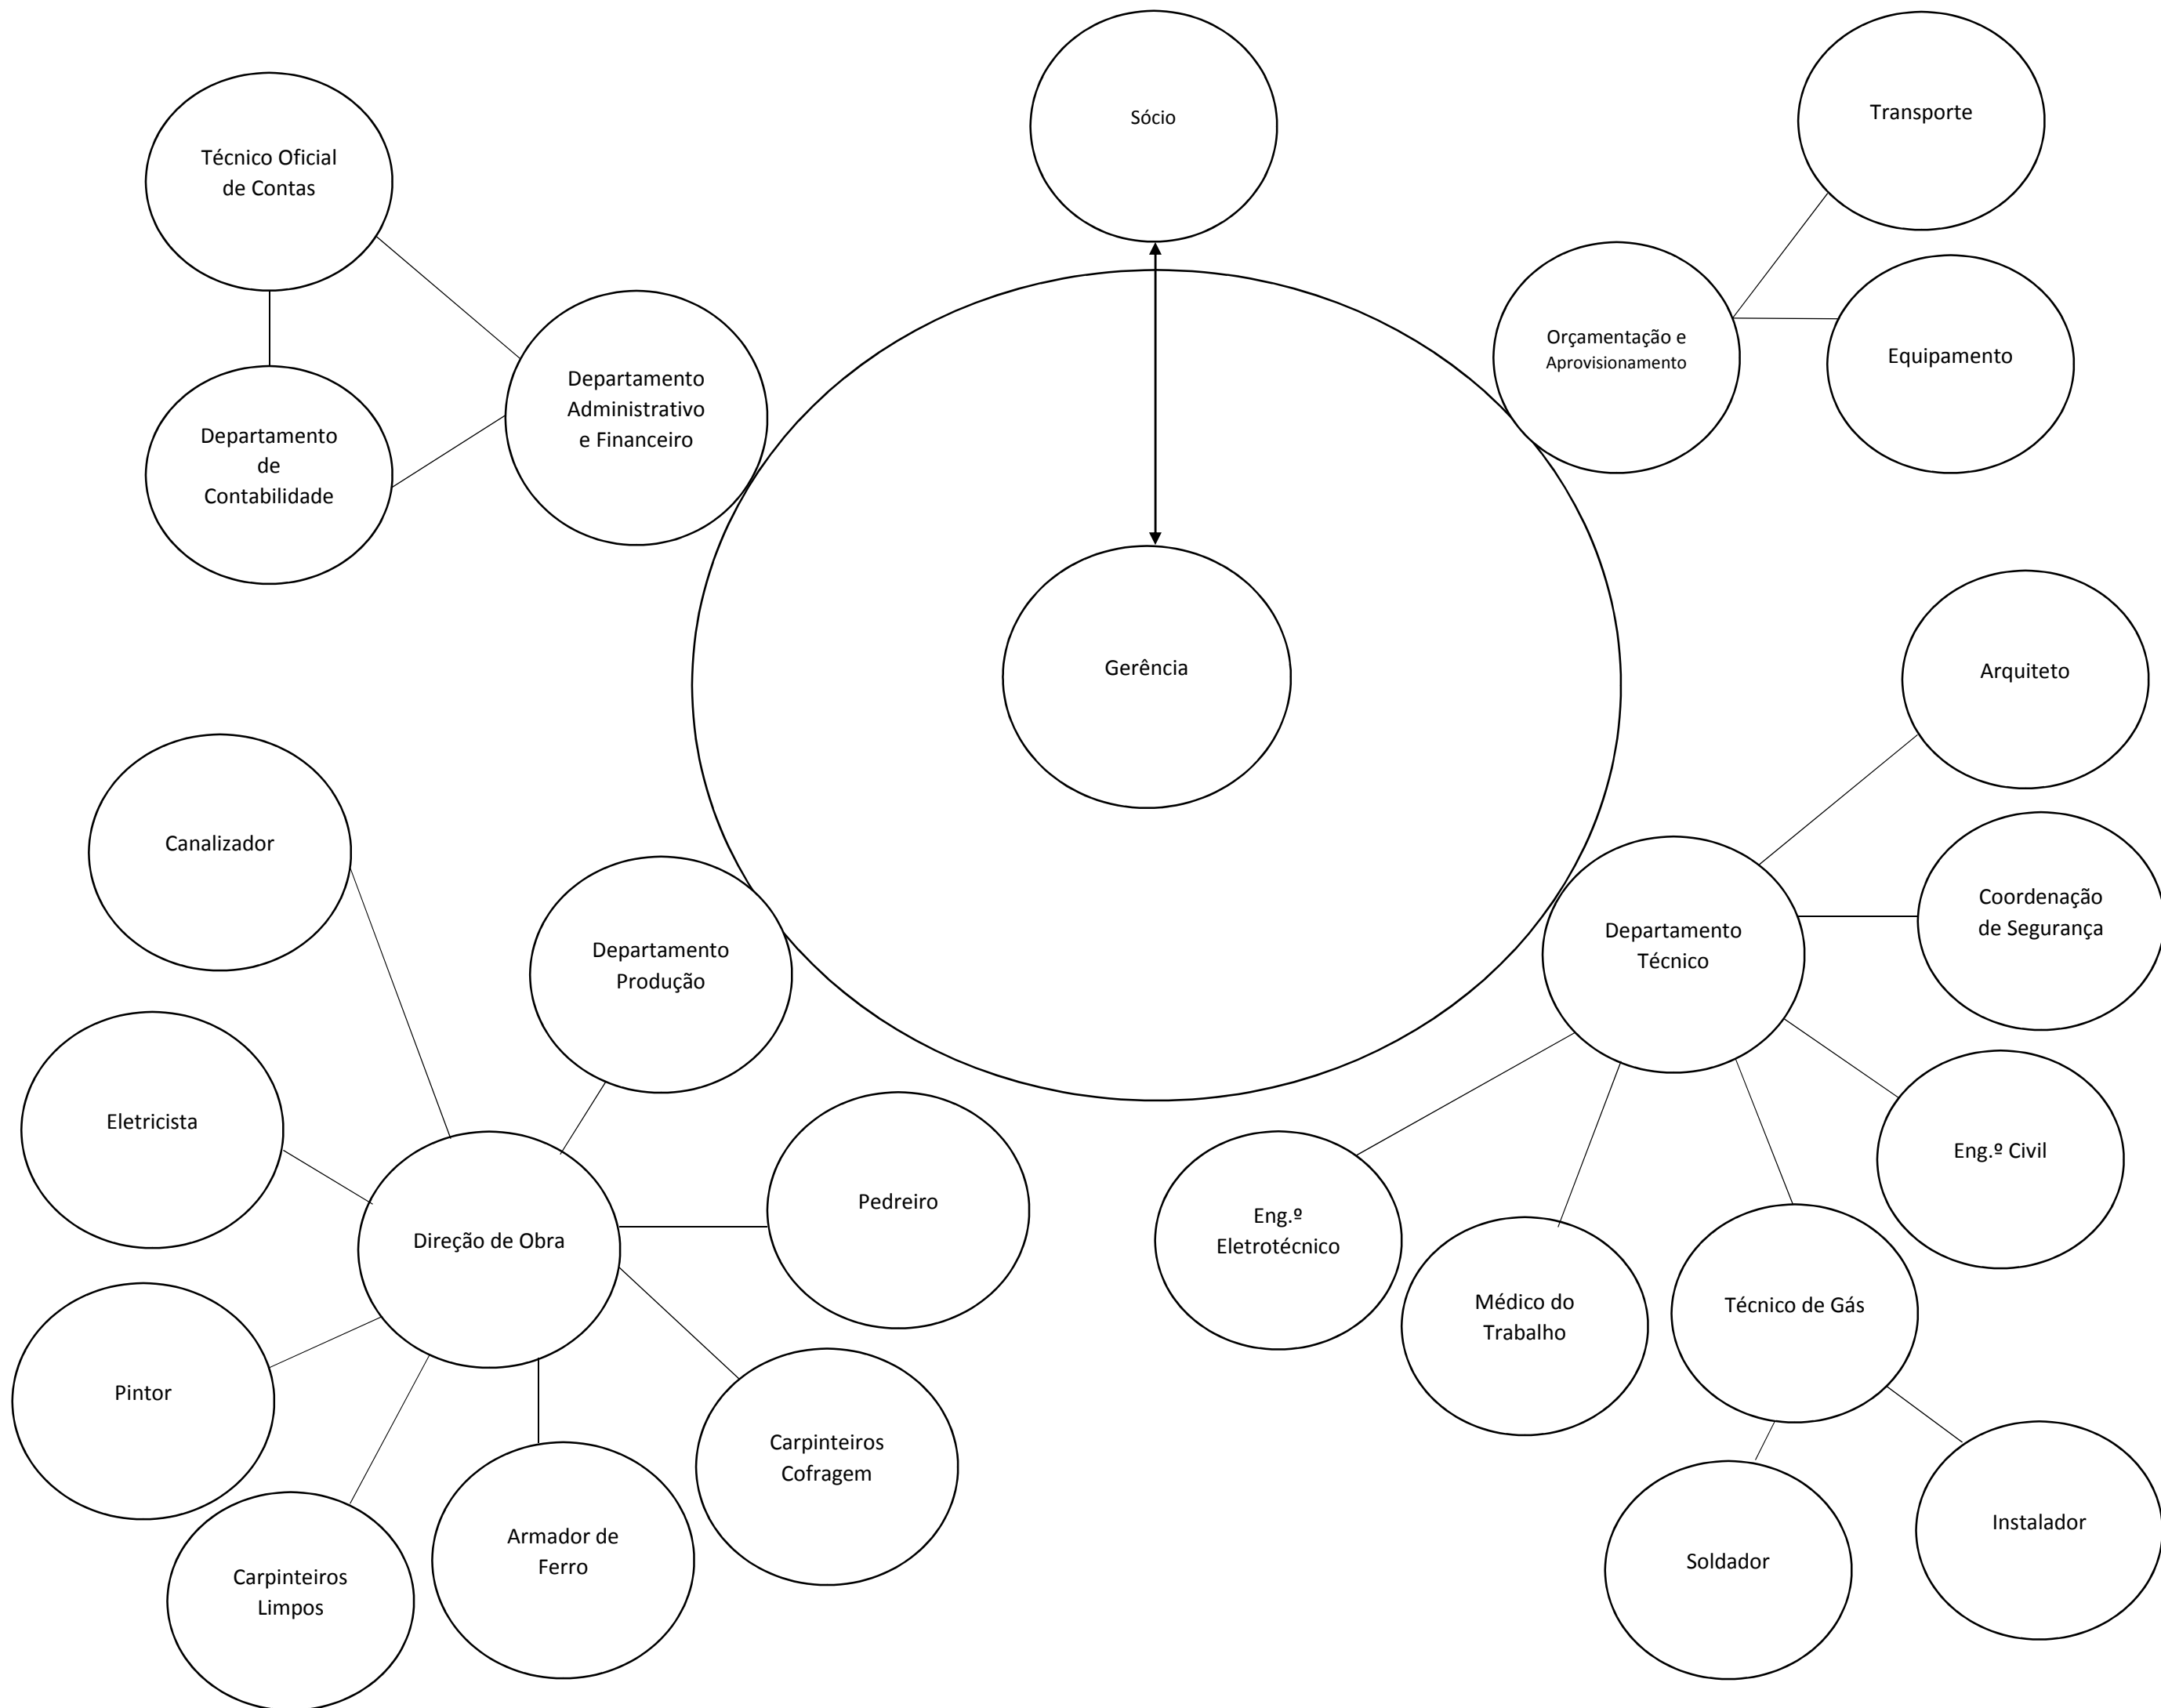 Sócio
Transporte
Técnico Oficial
de Contas
Orçamentação e
Aprovisionamento
Equipamento
Departamento
Administrativo
e Financeiro
Departamento
de
Contabilidade
Gerência
Arquiteto
Canalizador
Coordenação
de Segurança
Departamento
Técnico
Departamento
Produção
Eletricista
Eng.º Civil
Pedreiro
Direção de Obra
Eng.º
Eletrotécnico
Médico do
Trabalho
Técnico de Gás
Pintor
Carpinteiros
Cofragem
Armador de
Ferro
Instalador
Soldador
Carpinteiros
Limpos